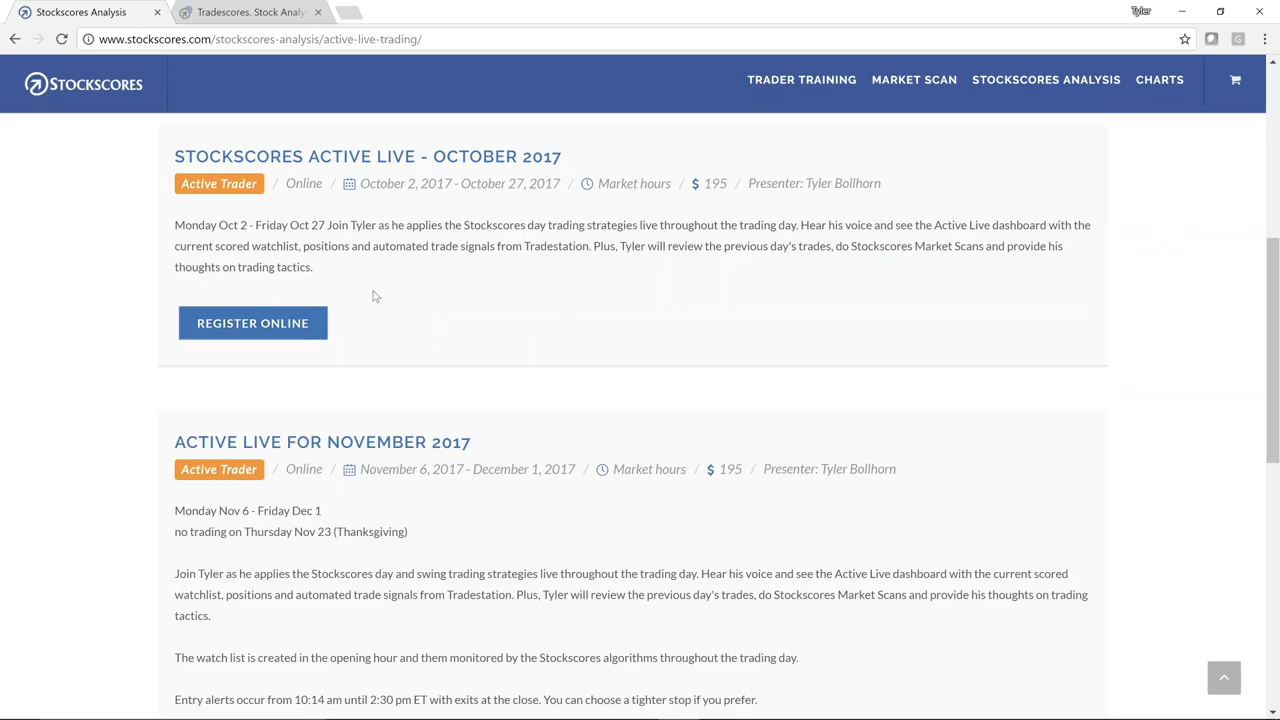 Stockscores Analysis
Tradescores. Stock Analy
Tyler
www.stockscores.com/stockscores-analysis/active-live-trading/
STOCKSCORES
TRADER TRAINING MARKET SCAN STOCKSCORES ANALYSIS CHARTS
STOCKSCORES ACTIVE LIVE - OCTOBER 2017
Active Trader / Online / October 2, 2017 - October 27, 2017 / Market hours / $ 195 / Presenter: Tyler Bollhorn
Monday Oct 2 - Friday Oct 27 Join Tyler as he applies the Stockscores day trading strategies live throughout the trading day. Hear his voice and see the Active Live dashboard with the
current scored watchlist, positions and automated trade signals from Tradestation. Plus, Tyler will review the previous day's trades, do Stockscores Market Scans and provide his
thoughts on trading tactics.
REGISTER ONLINE
ACTIVE LIVE FOR NOVEMBER 2017
Active Trader / Online / November 6, 2017 - December 1, 2017 / Market hours / $ 195 / Presenter: Tyler Bollhorn
Monday Nov 6 - Friday Dec 1
no trading on Thursday Nov 23 (Thanksgiving)
Join Tyler as he applies the Stockscores day and swing trading strategies live throughout the trading day. Hear his voice and see the Active Live dashboard with the current scored
watchlist, positions and automated trade signals from Tradestation. Plus, Tyler will review the previous day's trades, do Stockscores Market Scans and provide his thoughts on trading
tactics.
The watch list is created in the opening hour and them monitored by the Stockscores algorithms throughout the trading day.
Entry alerts occur from 10:14 am until 2:30 pm ET with exits at the close. You can choose a tighter stop if you prefer.